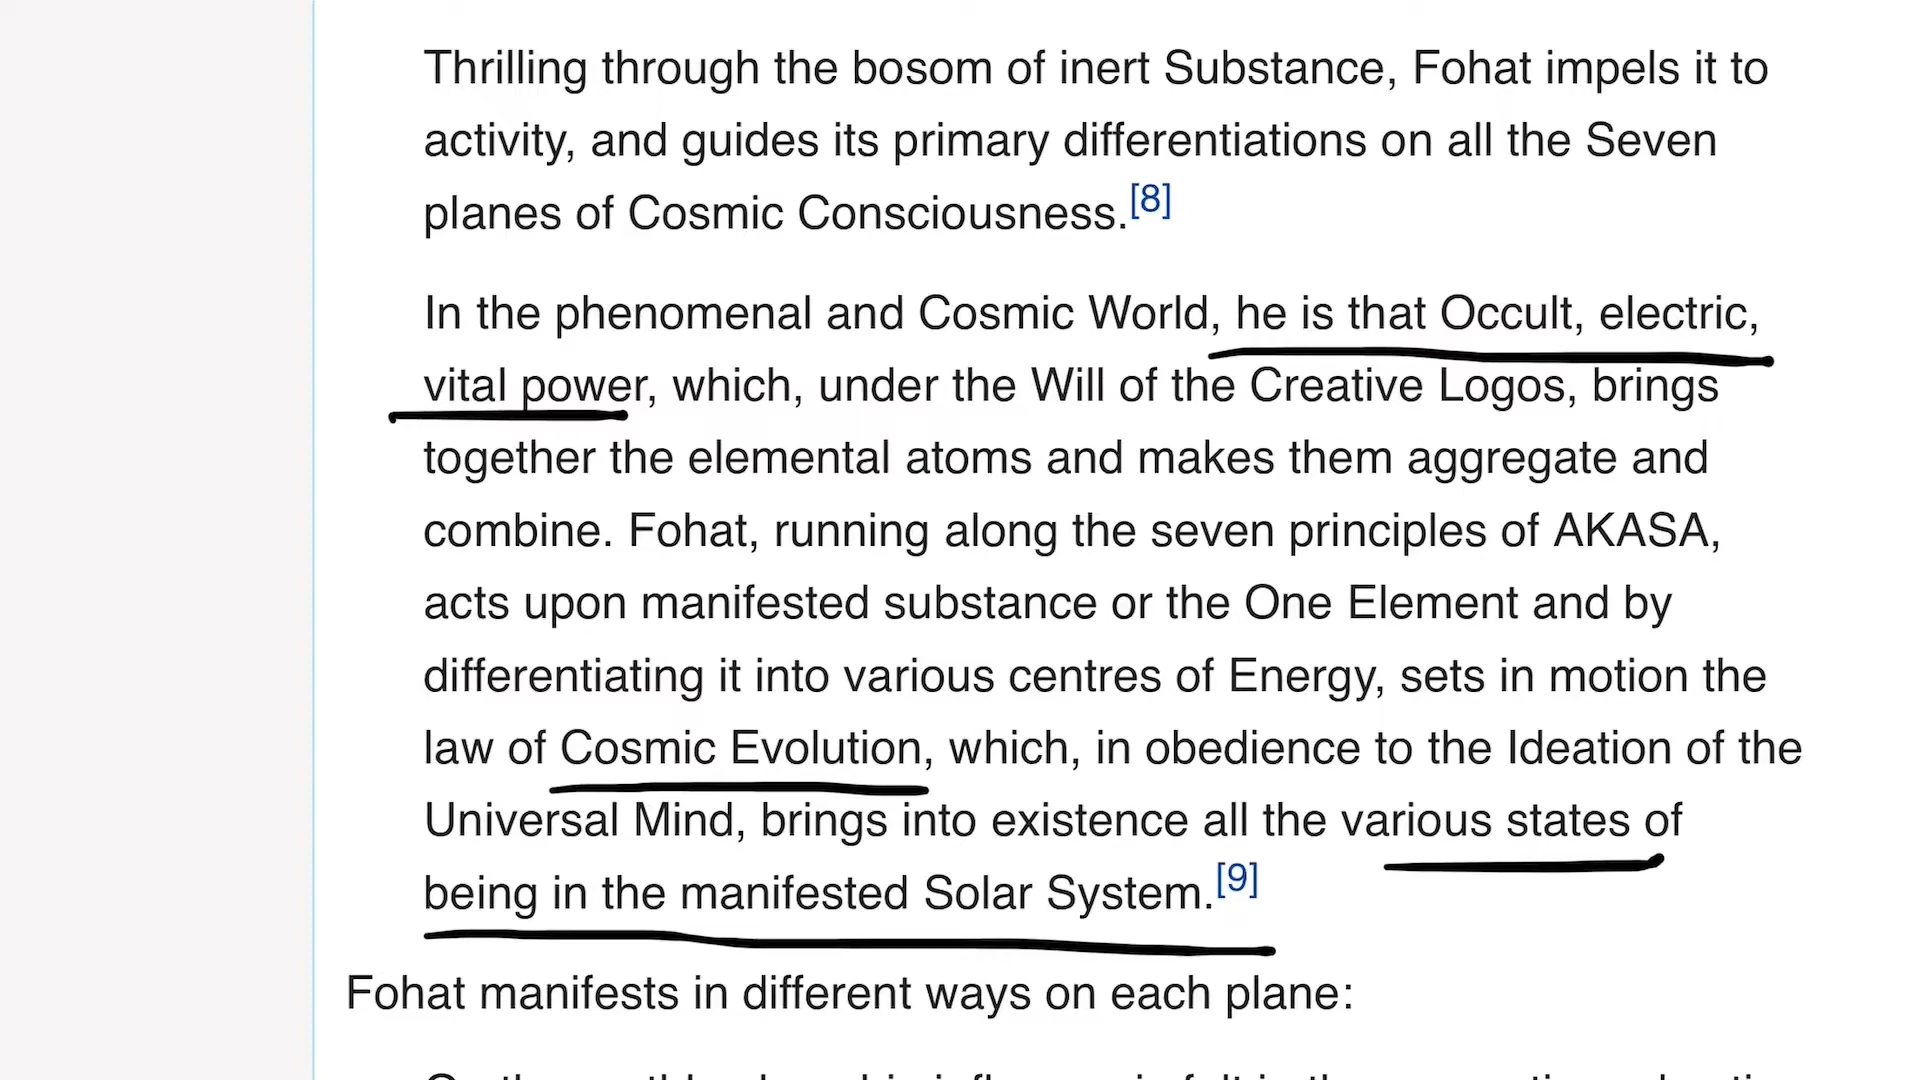 Thrilling through the bosom of inert Substance, Fohat impels it to
activity, and guides its primary differentiations on all the Seven
planes of Cosmic Consciousness.[8]
In the phenomenal and Cosmic World, he is that Occult, electric,
vital power, which, under the Will of the Creative Logos, brings
together the elemental atoms and makes them aggregate and
combine. Fohat, running along the seven principles of AKASA,
acts upon manifested substance or the One Element and by
differentiating it into various centres of Energy, sets in motion the
law of Cosmic Evolution, which, in obedience to the Ideation of the
Universal Mind, brings into existence all the various states of
being in the manifested Solar System.[9]
Fohat manifests in different ways on each plane: